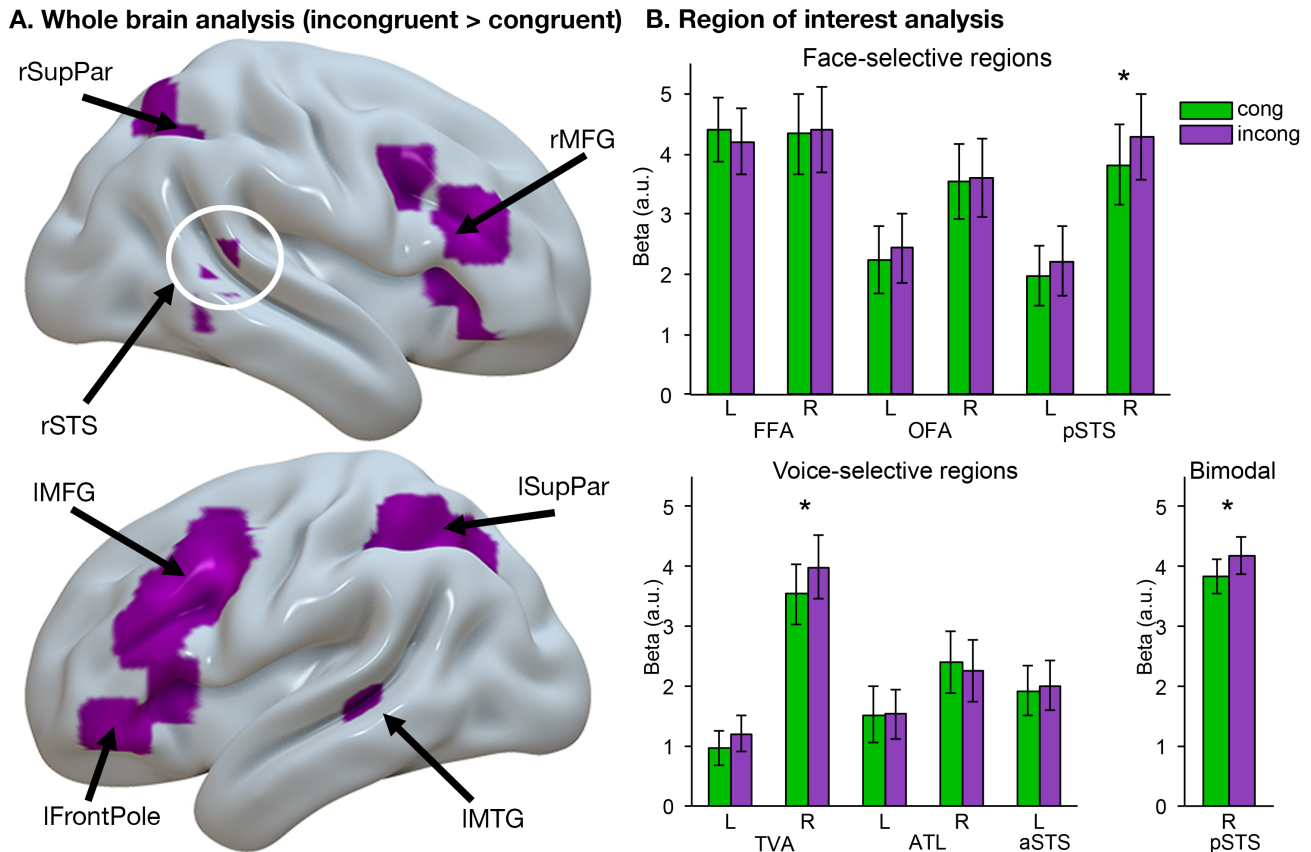 A. Whole brain analysis (incongruent > congruent)
rSupPar
rMFG
rSTS
lMFG
lSupPar
lFrontPole
lMTG
B. Region of interest analysis
Face-selective regions
*
cong
incong
Beta (a.u.)
5
4
3
2
1
0
L R L R L R
FFA OFA pSTS
Voice-selective regions
*
Beta (a.u.)
5
4
3
2
1
0
L R L R L
TVA ATL aSTS
Bimodal
*
Beta (a.u.)
5
4
3
2
1
0
R
pSTS